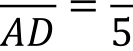 /AD = /5